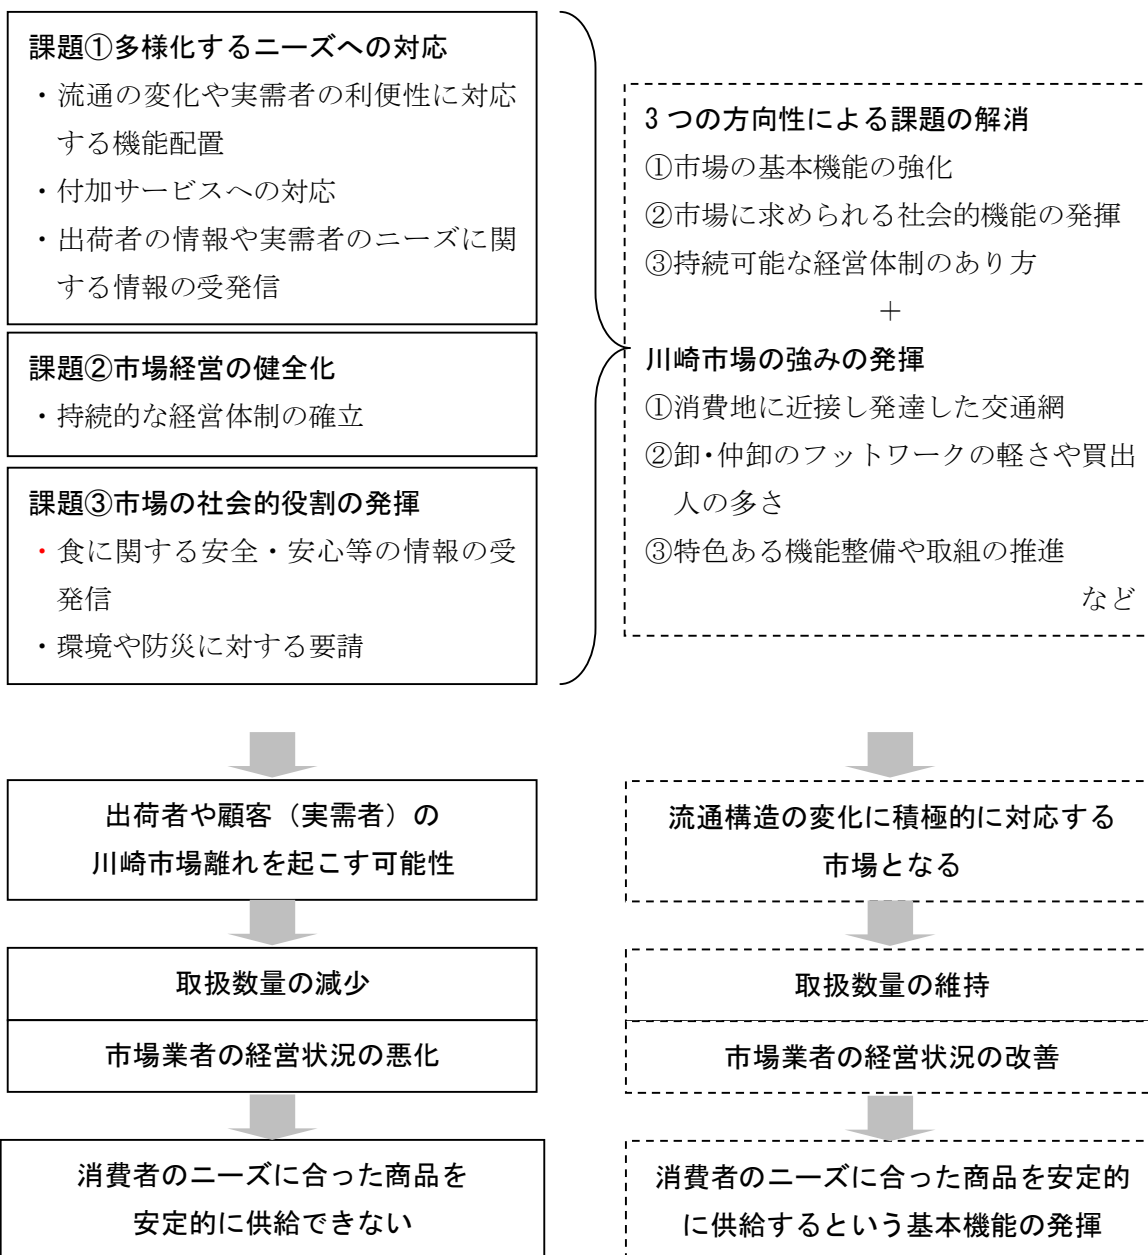 課題①多様化するニーズへの対応
・流通の変化や実需者の利便性に対応
する機能配置
・付加サービスへの対応
・出荷者の情報や実需者のニーズに関
する情報の受発信
課題②市場経営の健全化
・持続的な経営体制の確立
課題③市場の社会的役割の発揮
・食に関する安全・安心等の情報の受
発信
・環境や防災に対する要請
3つの方向性による課題の解消
①市場の基本機能の強化
②市場に求められる社会的機能の発揮
③持続可能な経営体制のあり方
＋
川崎市場の強みの発揮
①消費地に近接し発達した交通網
②卸・仲卸のフットワークの軽さや買出
人の多さ
③特色ある機能整備や取組の推進
など
出荷者や顧客（実需者）の
川崎市場離れを起こす可能性
取扱数量の減少
市場業者の経営状況の悪化
消費者のニーズに合った商品を
安定的に供給できない
流通構造の変化に積極的に対応する
市場となる
取扱数量の維持
市場業者の経営状況の改善
消費者のニーズに合った商品を安定的
に供給するという基本機能の発揮